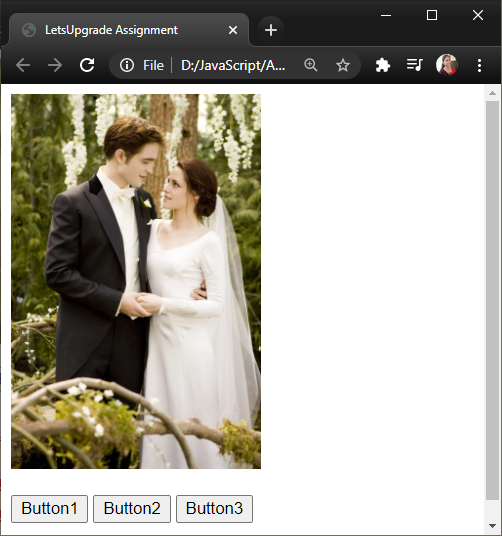 LetsUpgrade Assignment
File D:/JavaScript/A...
Button1 Button2 Button3